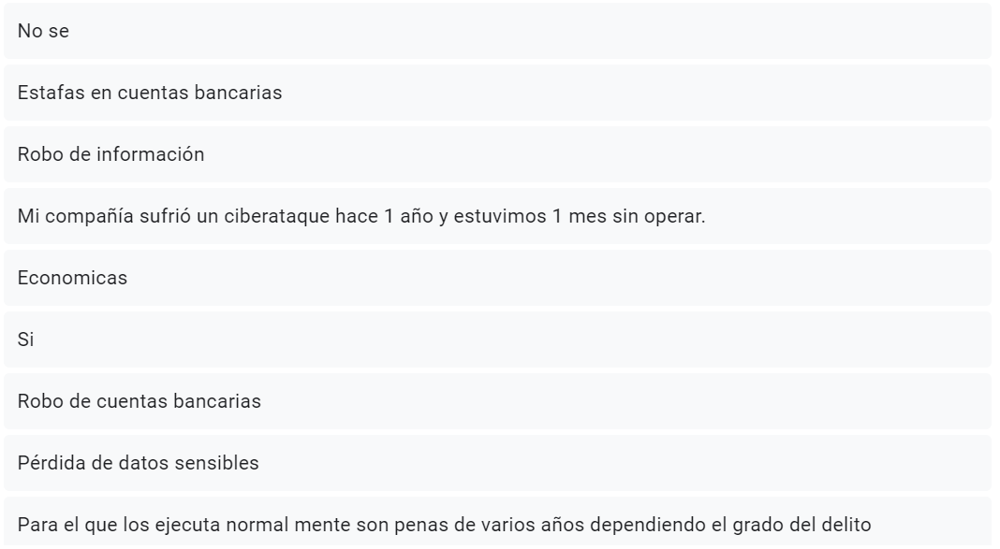 No se
Estafas en cuentas bancarias
Robo de información
Mi compañía sufrió un ciberataque hace 1 año y estuvimos 1 mes sin operar.
Economicas
Si
Robo de cuentas bancarias
Pérdida de datos sensibles
Para el que los ejecuta normal mente son penas de varios años dependiendo el grado del delito